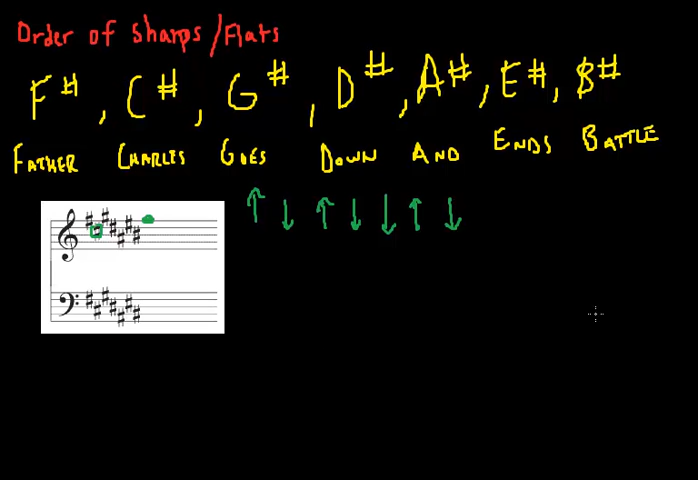 Order of Sharps/Flats
F#, C#, G#, D#, A#, E#, B#
FATHER CHARLES GOES DOWN AND ENDS BATTLE